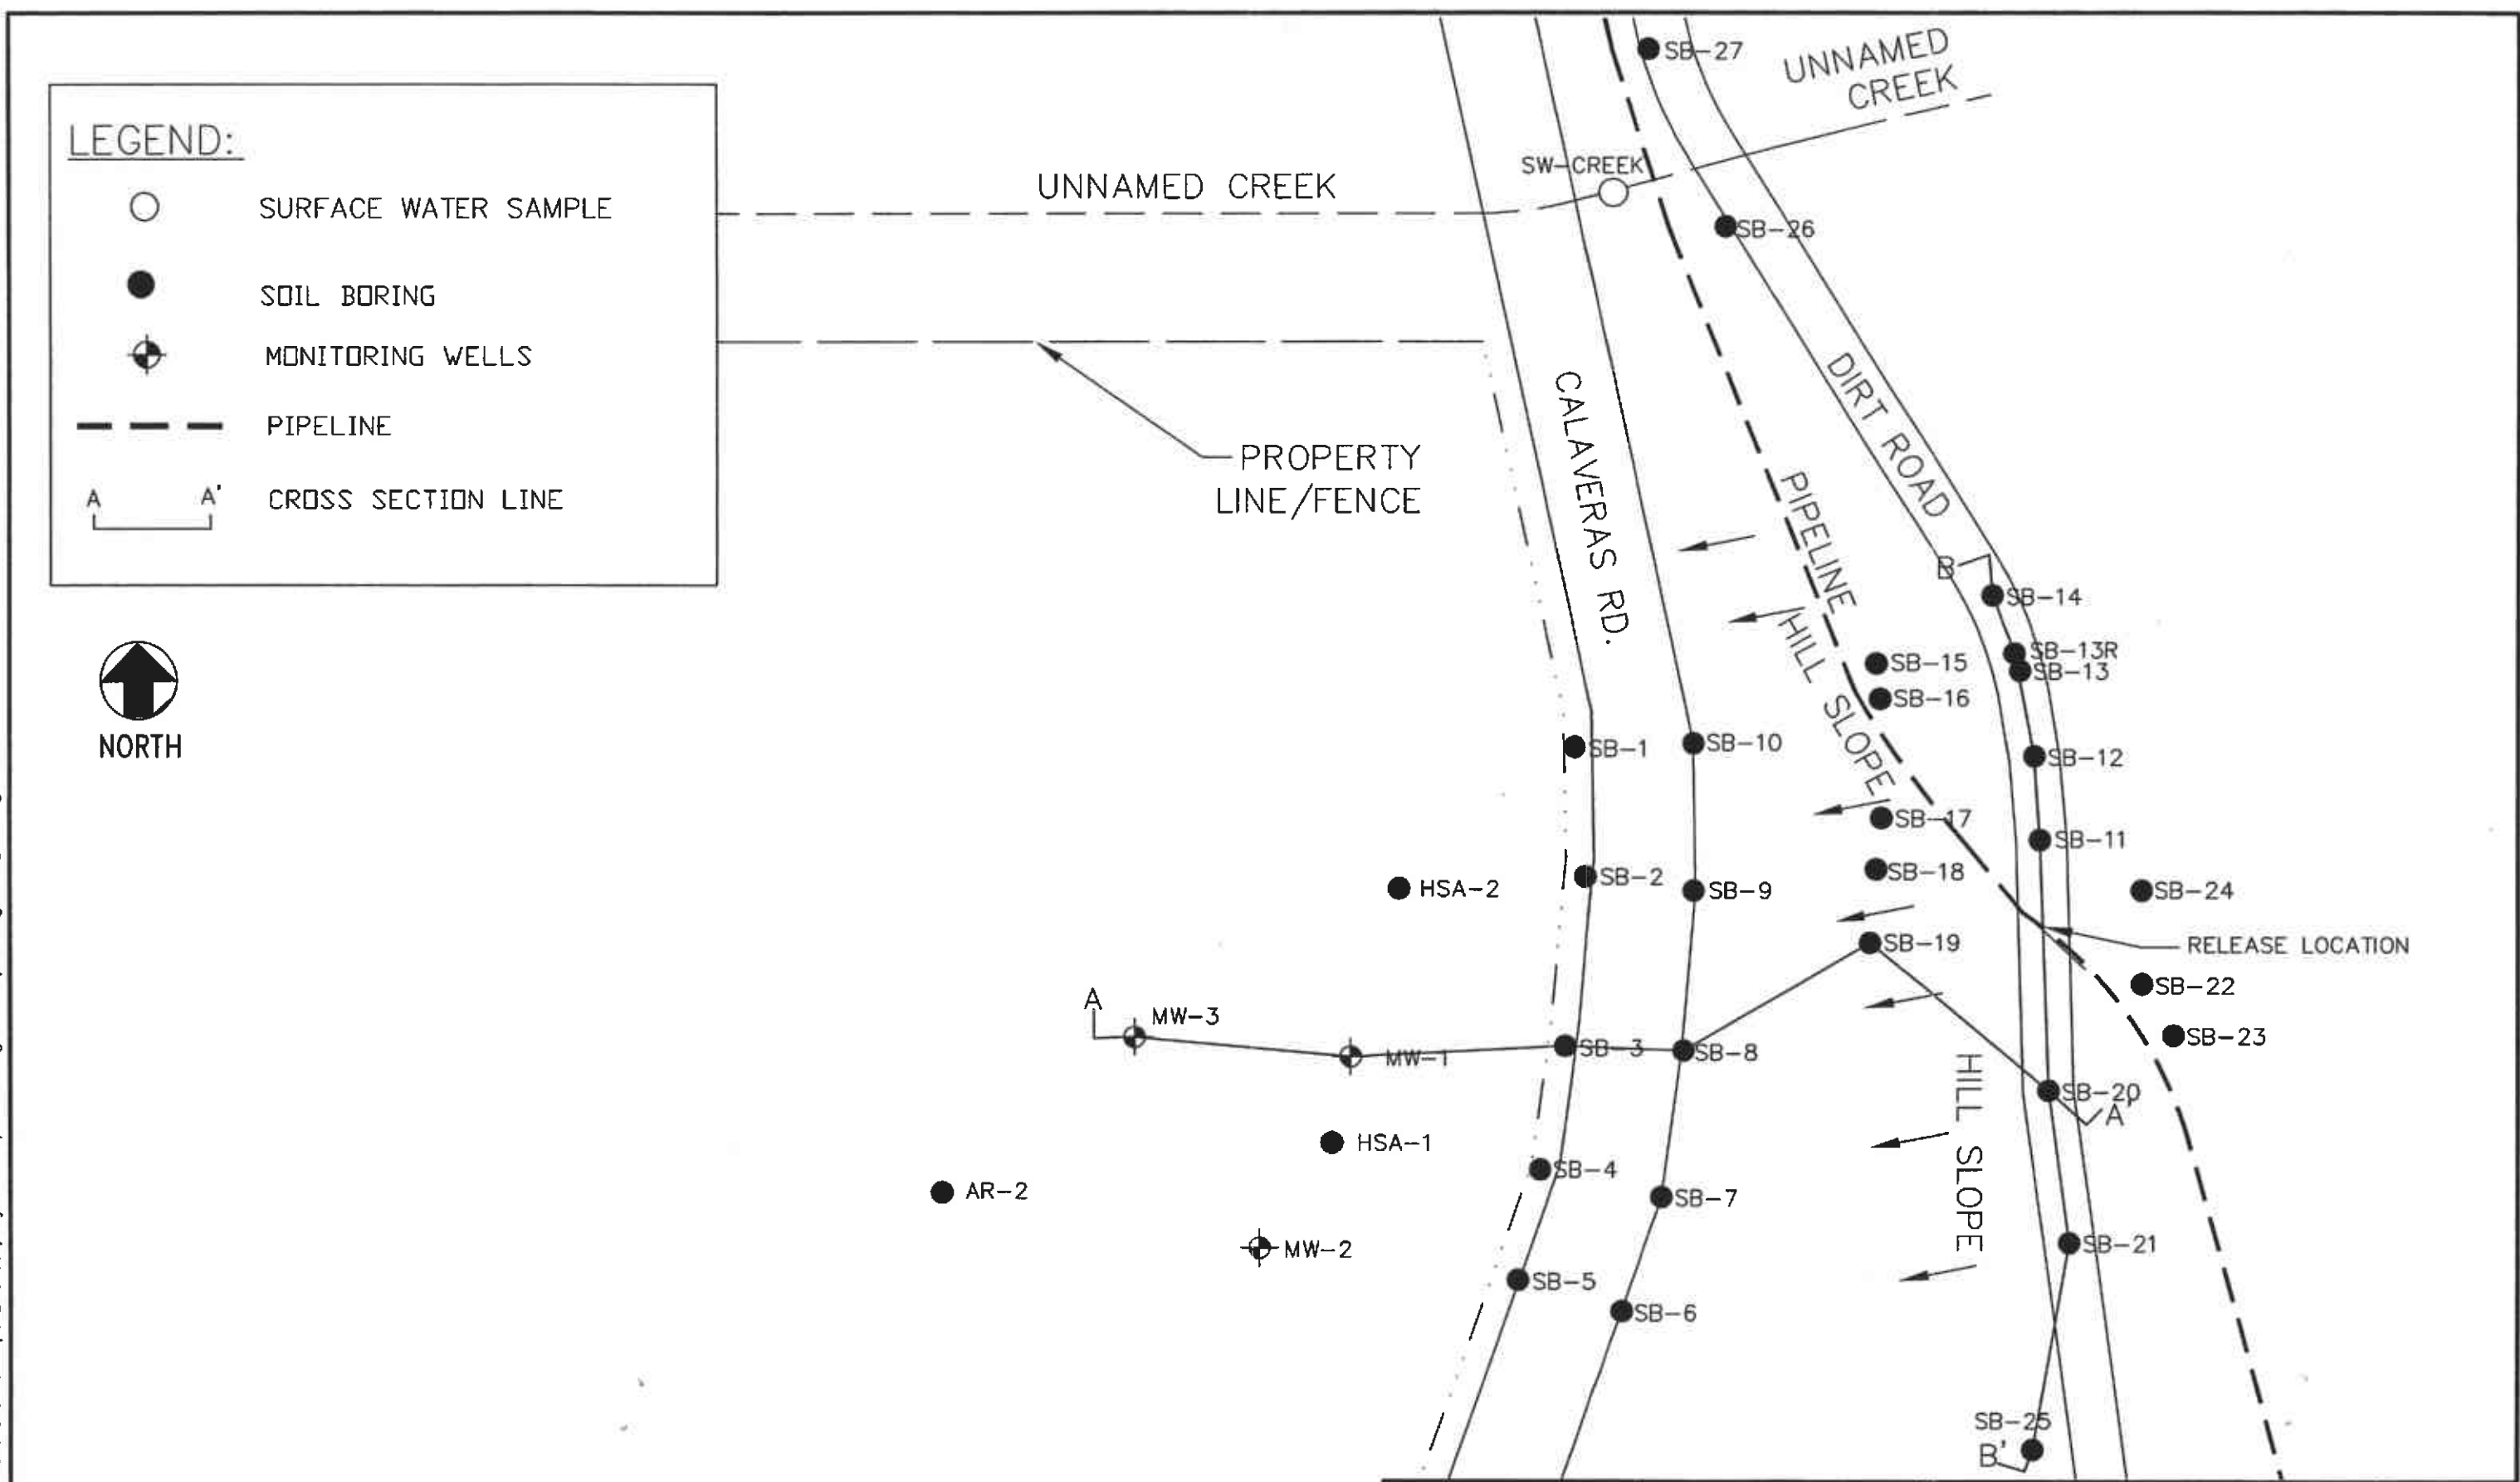 LEGEND:
SURFACE WATER SAMPLE
SOIL BORING
MONITORING WELLS
PIPELINE
A A' CROSS SECTION LINE
NORTH
UNNAMED CREEK
PROPERTY
LINE/FENCE
SB-27
UNNAMED
CREEK
SW-CREEK
SB-26
CALAVERAS RD.
DIRT ROAD
PIPELINE
HILL SLOPE
B
SB-14
SB-13R
SB-13
SB-15
SB-16
SB-1
SB-10
SB-12
SB-17
SB-11
SB-18
HSA-2
SB-2
SB-9
SB-24
SB-19
RELEASE LOCATION
SB-22
A
MW-3
SB-23
MW-1
SB-3
SB-8
SB-20
A'
HILL SLOPE
HSA-1
SB-4
AR-2
SB-7
MW-2
SB-21
SB-5
SB-6
SB-25
B'